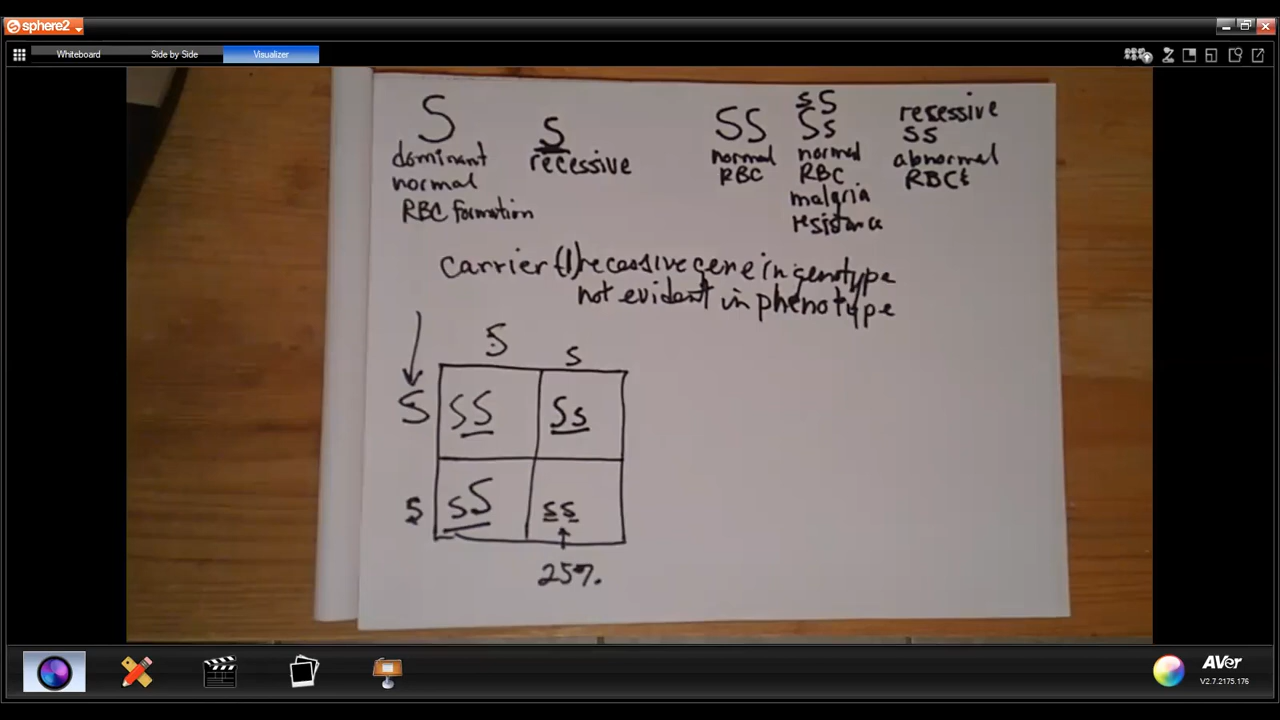 sphere2
Whiteboard
Side by Side
Visualizer
S
dominant
normal
RBC formation
s
recessive
SS
normal
RBC
sS
Ss
normal
RBC
malaria
resistance
resessive
ss
abnormal
RBCs
carrier (1) recessive gene in genotype
not evident in phenotype
S s
S SS Ss
s sS ss
25%
AVer
V2.7.2175.176